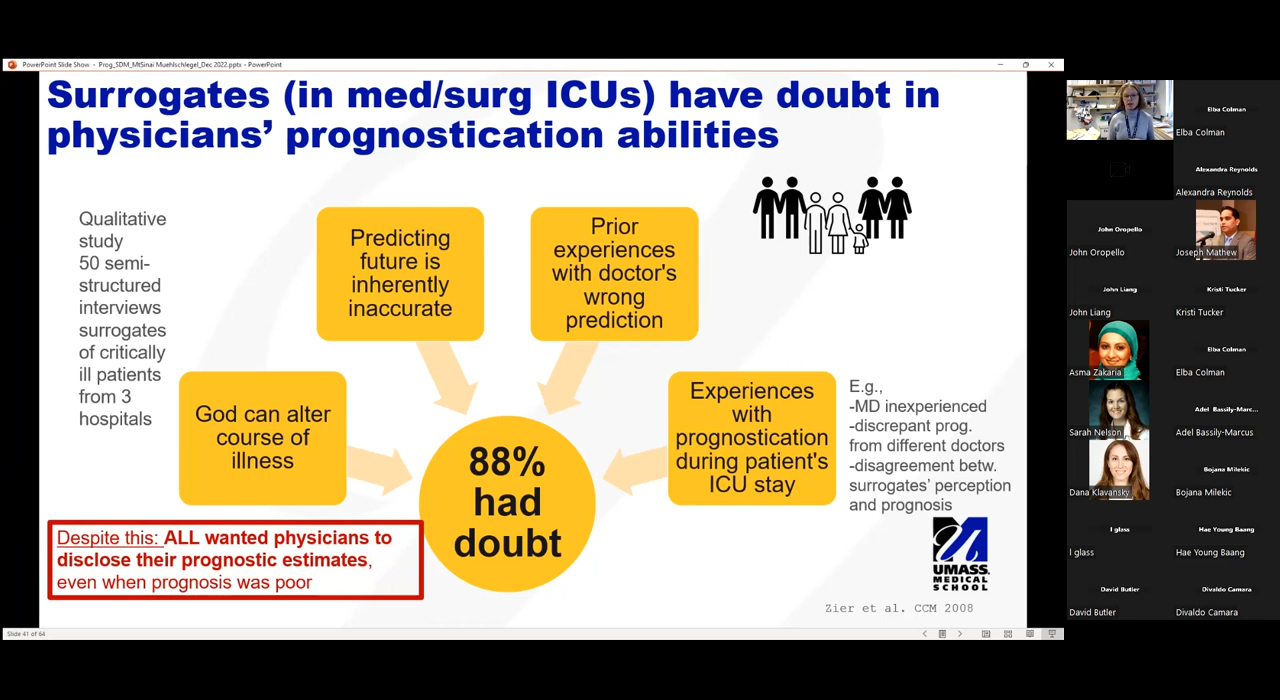 PowerPoint Slide Show - Prog_SDM_MtSinai Muehlschlegel_Dec 2022.pptx - PowerPoint
Surrogates (in med/surg ICUs) have doubt in
physicians’ prognostication abilities
Qualitative
study
50 semi-
structured
interviews
surrogates
of critically
ill patients
from 3
hospitals
Predicting
future is
inherently
inaccurate
Prior
experiences
with doctor's
wrong
prediction
God can alter
course of
illness
Experiences
with
prognostication
during patient's
ICU stay
E.g.,
-MD inexperienced
-discrepant prog.
from different doctors
-disagreement betw.
surrogates’ perception
and prognosis
88%
had
doubt
Despite this: ALL wanted physicians to
disclose their prognostic estimates,
even when prognosis was poor
UMASS
MEDICAL
SCHOOL
Zier et al. CCM 2008
Slide 41 of 64
Elba Colman
Elba Colman
Alexandra Reynolds
Alexandra Reynolds
John Oropello
John Oropello
Joseph Mathew
John Liang
John Liang
Kristi Tucker
Kristi Tucker
Asma Zakaria
Elba Colman
Elba Colman
Sarah Nelson
Adel Bassily-Marc...
Adel Bassily-Marcus
Dana Klavansky
Bojana Milekic
Bojana Milekic
l glass
l glass
Hae Young Baang
Hae Young Baang
David Butler
David Butler
Divaldo Camara
Divaldo Camara